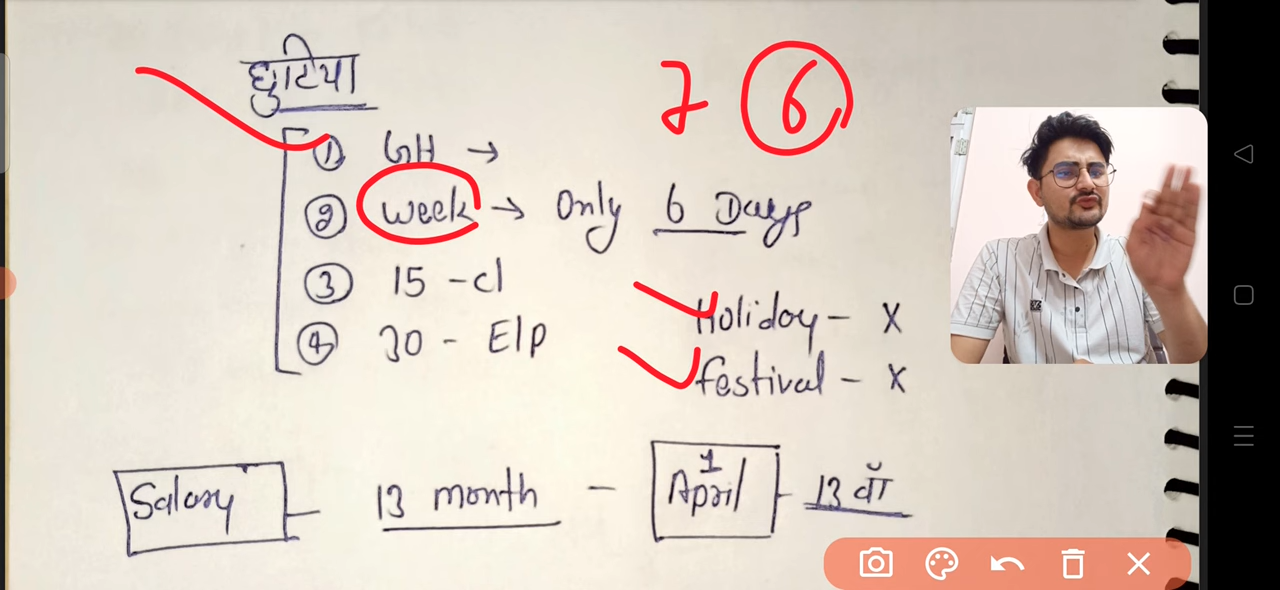 छुटिया
7 6
① GH →
② week → Only 6 Days
③ 15 - cl
④ 30 - E/p
Holiday - X
festival - X
Salary - 13 month - 1 April - 13 वाँ